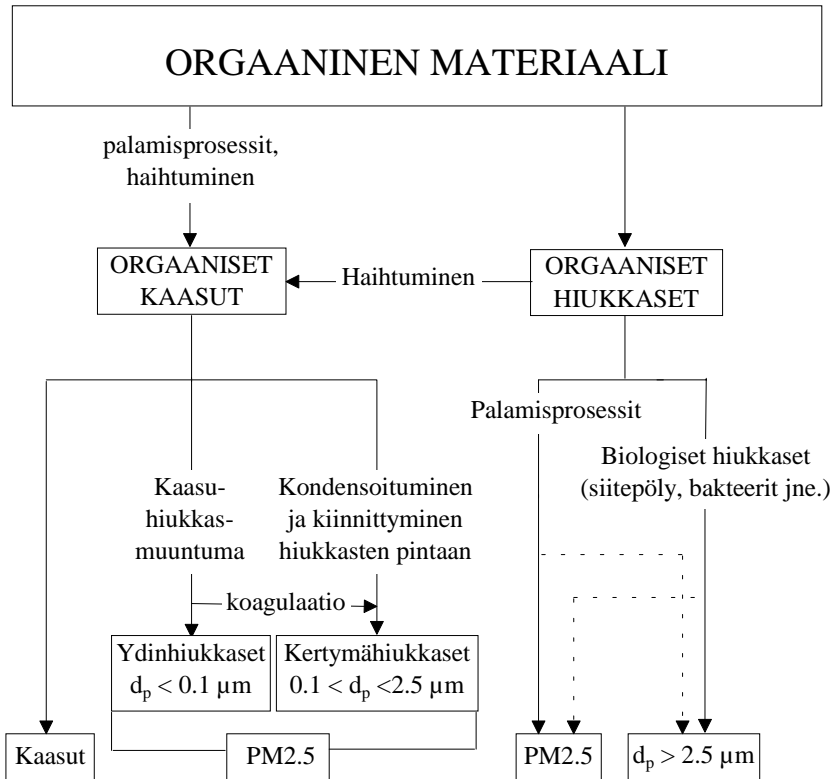 ORGAANINEN MATERIAALI
palamisprosessit,
haihtuminen
ORGAANISET
KAASUT
Haihtuminen
ORGAANISET
HIUKKASET
Palamisprosessit
Biologiset hiukkaset
(siitepöly, bakteerit jne.)
Kaasu-
hiukkas-
muuntuma
Kondensoituminen
ja kiinnittyminen
hiukkasten pintaan
koagulaatio
Ydinhiukkaset
dp < 0.1 µm
Kertymähiukkaset
0.1 < dp <2.5 µm
Kaasut
PM2.5
PM2.5
dp > 2.5 µm